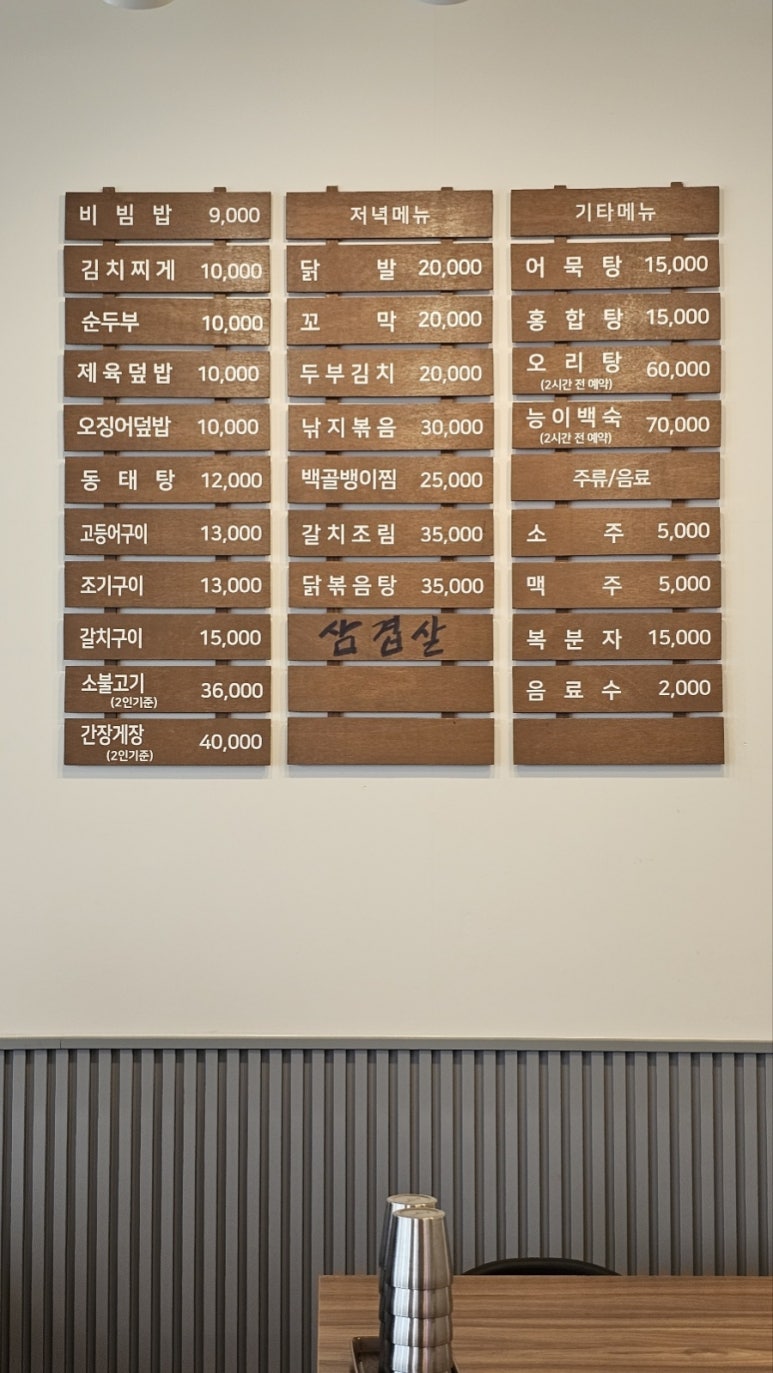 비빔밥 9,000
김치찌게 10,000
순두부 10,000
제육덮밥 10,000
오징어덮밥 10,000
동태탕 12,000
고등어구이 13,000
조기구이 13,000
갈치구이 15,000
소불고기 36,000
(2인기준)
간장게장 40,000
(2인기준)
저녁메뉴
닭발 20,000
꼬막 20,000
두부김치 20,000
낚지볶음 30,000
백골뱅이찜 25,000
갈치조림 35,000
닭볶음탕 35,000
삼겹살
기타메뉴
어묵탕 15,000
홍합탕 15,000
오리탕 60,000
(2시간 전 예약)
능이백숙 70,000
(2시간 전 예약)
주류/음료
소주 5,000
맥주 5,000
복분자 15,000
음료수 2,000